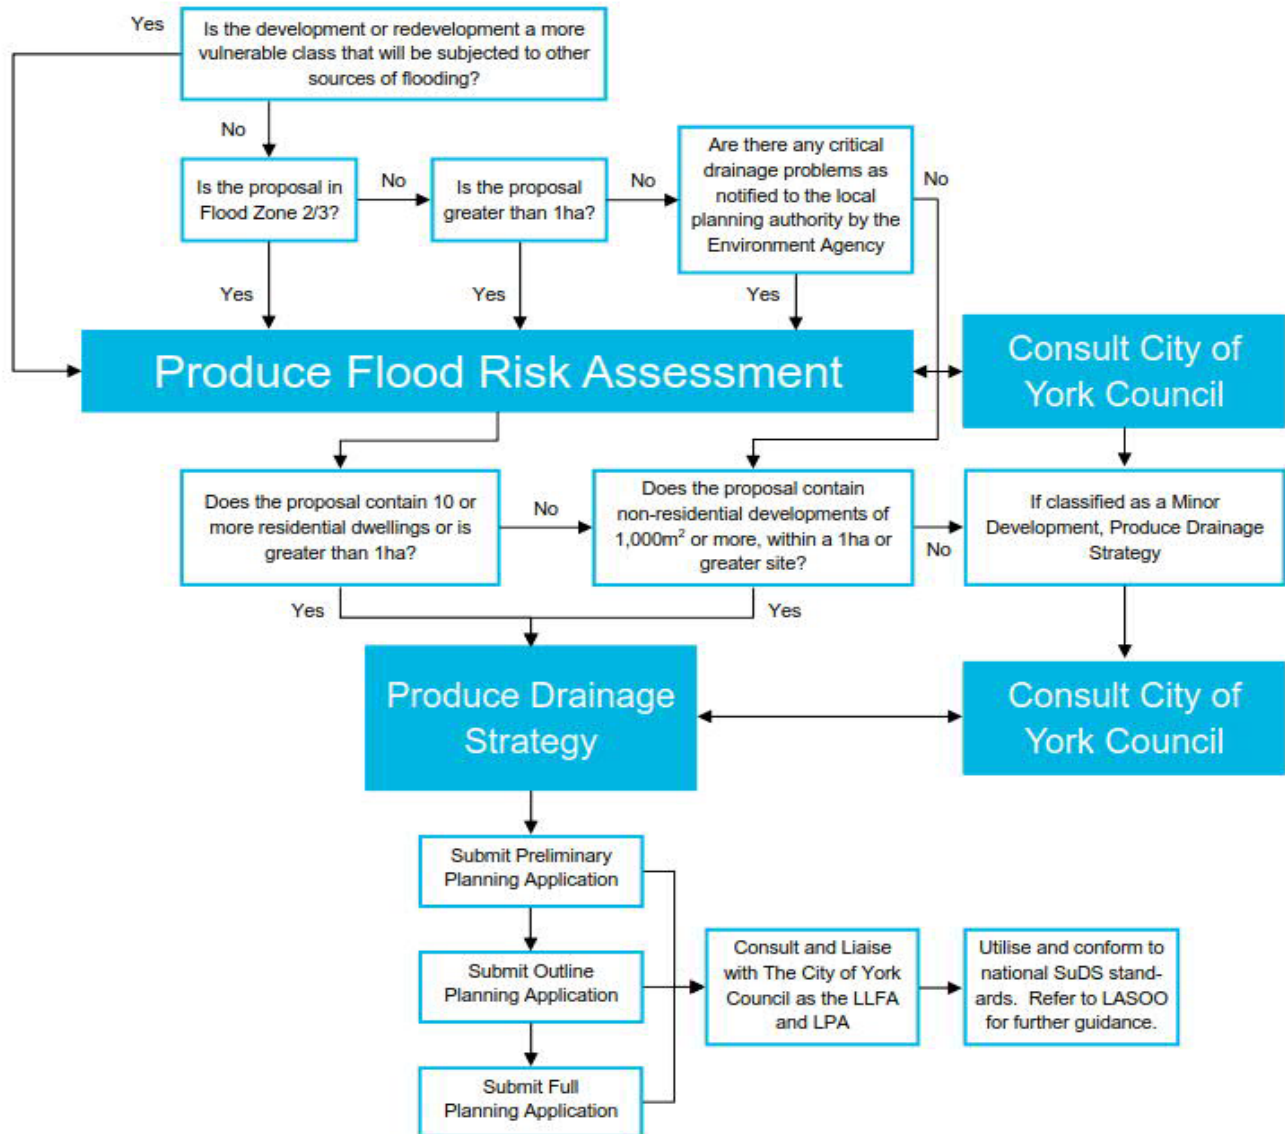 Yes
Is the development or redevelopment a more
vulnerable class that will be subjected to other
sources of flooding?
No
Is the proposal in
Flood Zone 2/3?
No
Is the proposal
greater than 1ha?
No
Are there any critical
drainage problems as
notified to the local
planning authority by the
Environment Agency
No
Yes
Yes
Yes
Produce Flood Risk Assessment
Consult City of
York Council
Does the proposal contain 10 or
more residential dwellings or is
greater than 1ha?
No
Does the proposal contain
non-residential developments of
1,000m² or more, within a 1ha or
greater site?
No
If classified as a Minor
Development, Produce Drainage
Strategy
Yes
Yes
Produce Drainage
Strategy
Consult City of
York Council
Submit Preliminary
Planning Application
Submit Outline
Planning Application
Submit Full
Planning Application
Consult and Liaise
with The City of York
Council as the LLFA
and LPA
Utilise and conform to
national SuDS stand-
ards. Refer to LASOO
for further guidance.